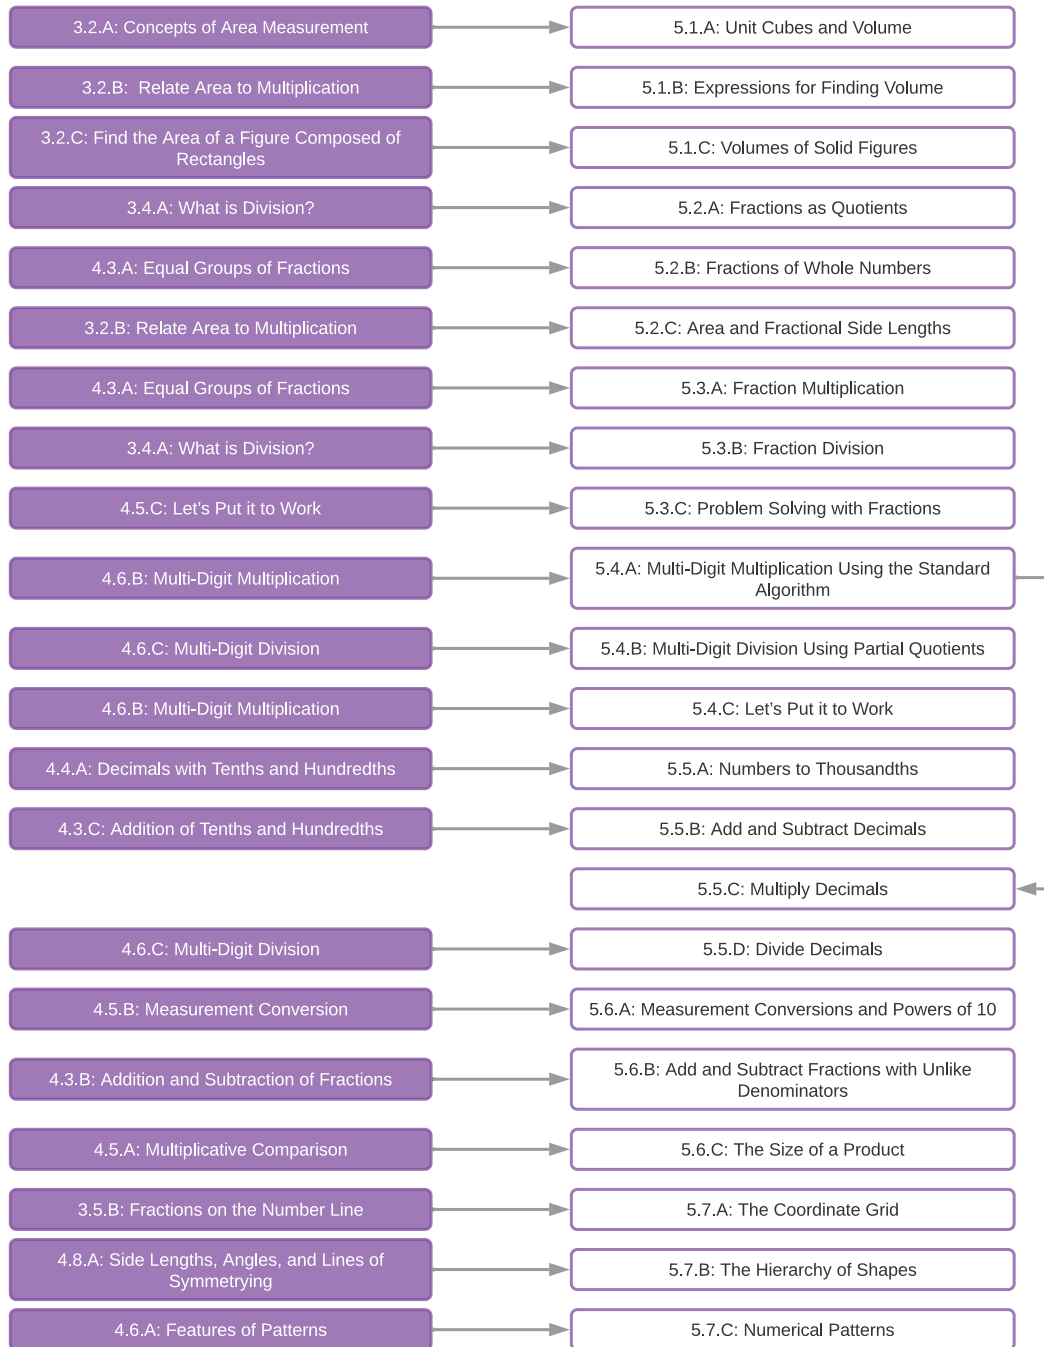 3.2.A: Concepts of Area Measurement
5.1.A: Unit Cubes and Volume
3.2.B:  Relate Area to Multiplication
5.1.B: Expressions for Finding Volume
3.2.C: Find the Area of a Figure Composed of
Rectangles
5.1.C: Volumes of Solid Figures
3.4.A: What is Division?
5.2.A: Fractions as Quotients
4.3.A: Equal Groups of Fractions
5.2.B: Fractions of Whole Numbers
3.2.B: Relate Area to Multiplication
5.2.C: Area and Fractional Side Lengths
4.3.A: Equal Groups of Fractions
5.3.A: Fraction Multiplication
3.4.A: What is Division?
5.3.B: Fraction Division
4.5.C: Let’s Put it to Work
5.3.C: Problem Solving with Fractions
4.6.B: Multi-Digit Multiplication
5.4.A: Multi-Digit Multiplication Using the Standard
Algorithm
4.6.C: Multi-Digit Division
5.4.B: Multi-Digit Division Using Partial Quotients
4.6.B: Multi-Digit Multiplication
5.4.C: Let’s Put it to Work
4.4.A: Decimals with Tenths and Hundredths
5.5.A: Numbers to Thousandths
4.3.C: Addition of Tenths and Hundredths
5.5.B: Add and Subtract Decimals
5.5.C: Multiply Decimals
4.6.C: Multi-Digit Division
5.5.D: Divide Decimals
4.5.B: Measurement Conversion
5.6.A: Measurement Conversions and Powers of 10
4.3.B: Addition and Subtraction of Fractions
5.6.B: Add and Subtract Fractions with Unlike
Denominators
4.5.A: Multiplicative Comparison
5.6.C: The Size of a Product
3.5.B: Fractions on the Number Line
5.7.A: The Coordinate Grid
4.8.A: Side Lengths, Angles, and Lines of
Symmetrying
5.7.B: The Hierarchy of Shapes
4.6.A: Features of Patterns
5.7.C: Numerical Patterns